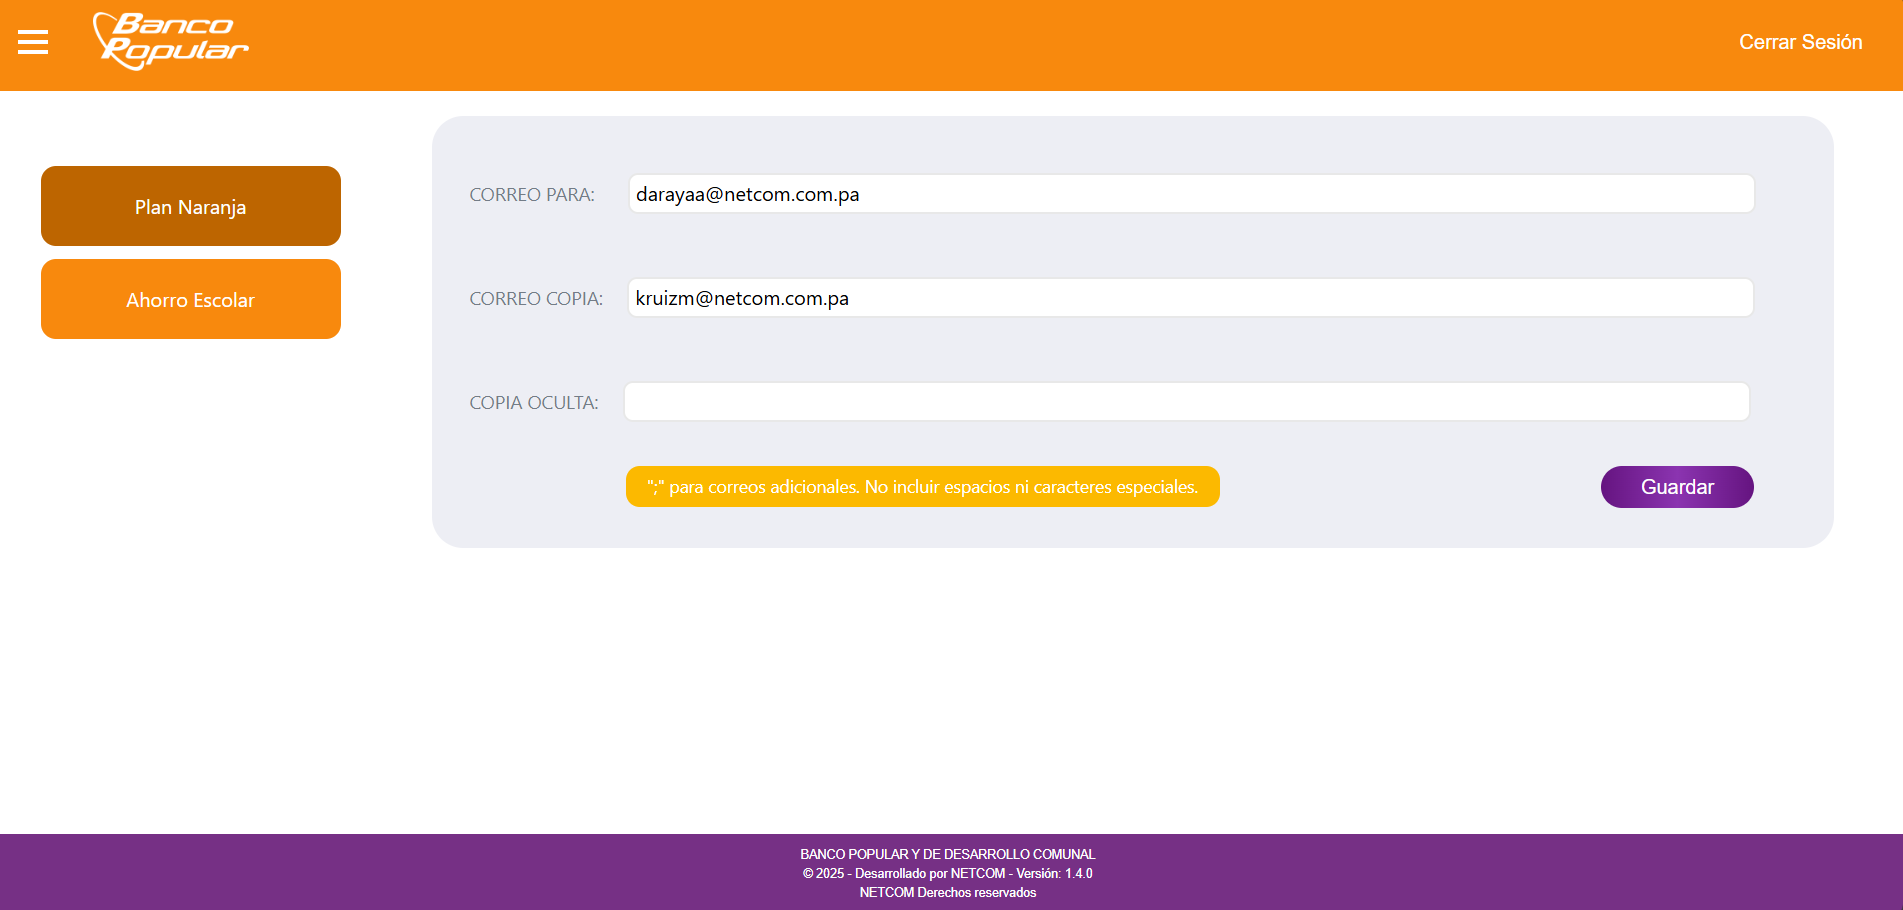 Banco
Popular
Cerrar Sesión
Plan Naranja
Ahorro Escolar
CORREO PARA: darayaa@netcom.com.pa
CORREO COPIA: kruizm@netcom.com.pa
COPIA OCULTA:
";" para correos adicionales. No incluir espacios ni caracteres especiales.
Guardar
BANCO POPULAR Y DE DESARROLLO COMUNAL
© 2025 - Desarrollado por NETCOM - Versión: 1.4.0
NETCOM Derechos reservados